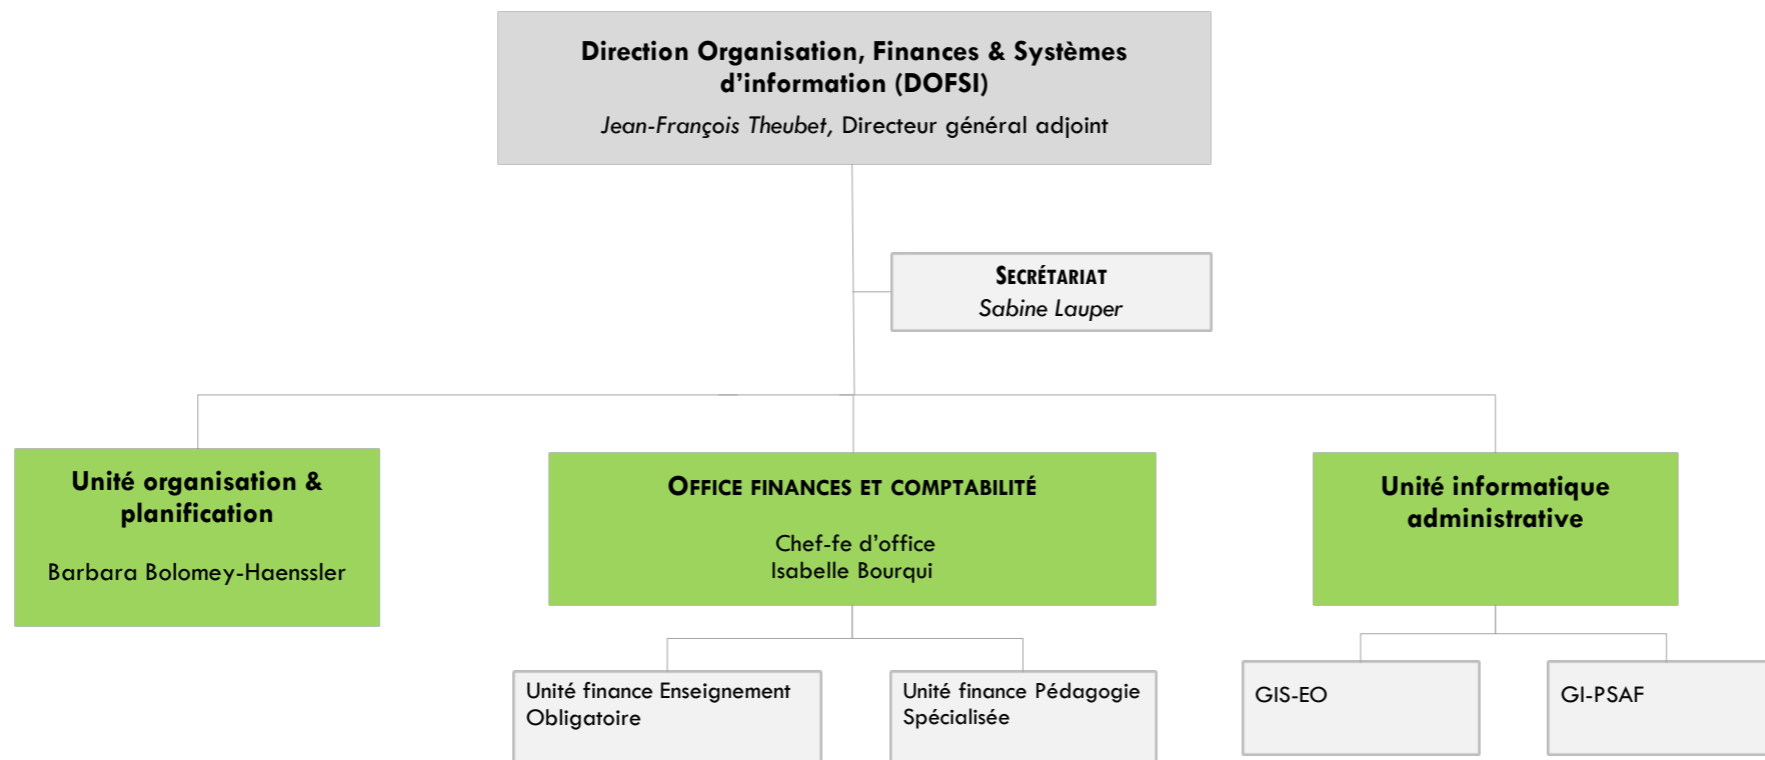 Direction Organisation, Finances & Systèmes
d’information (DOFSI)
Jean-François Theubet, Directeur général adjoint
SECRÉTARIAT
Sabine Lauper
Unité organisation &
planification
Barbara Bolomey-Haenssler
OFFICE FINANCES ET COMPTABILITÉ
Chef-fe d’office
Isabelle Bourqui
Unité informatique
administrative
Unité finance Enseignement
Obligatoire
Unité finance Pédagogie
Spécialisée
GIS-EO
GI-PSAF